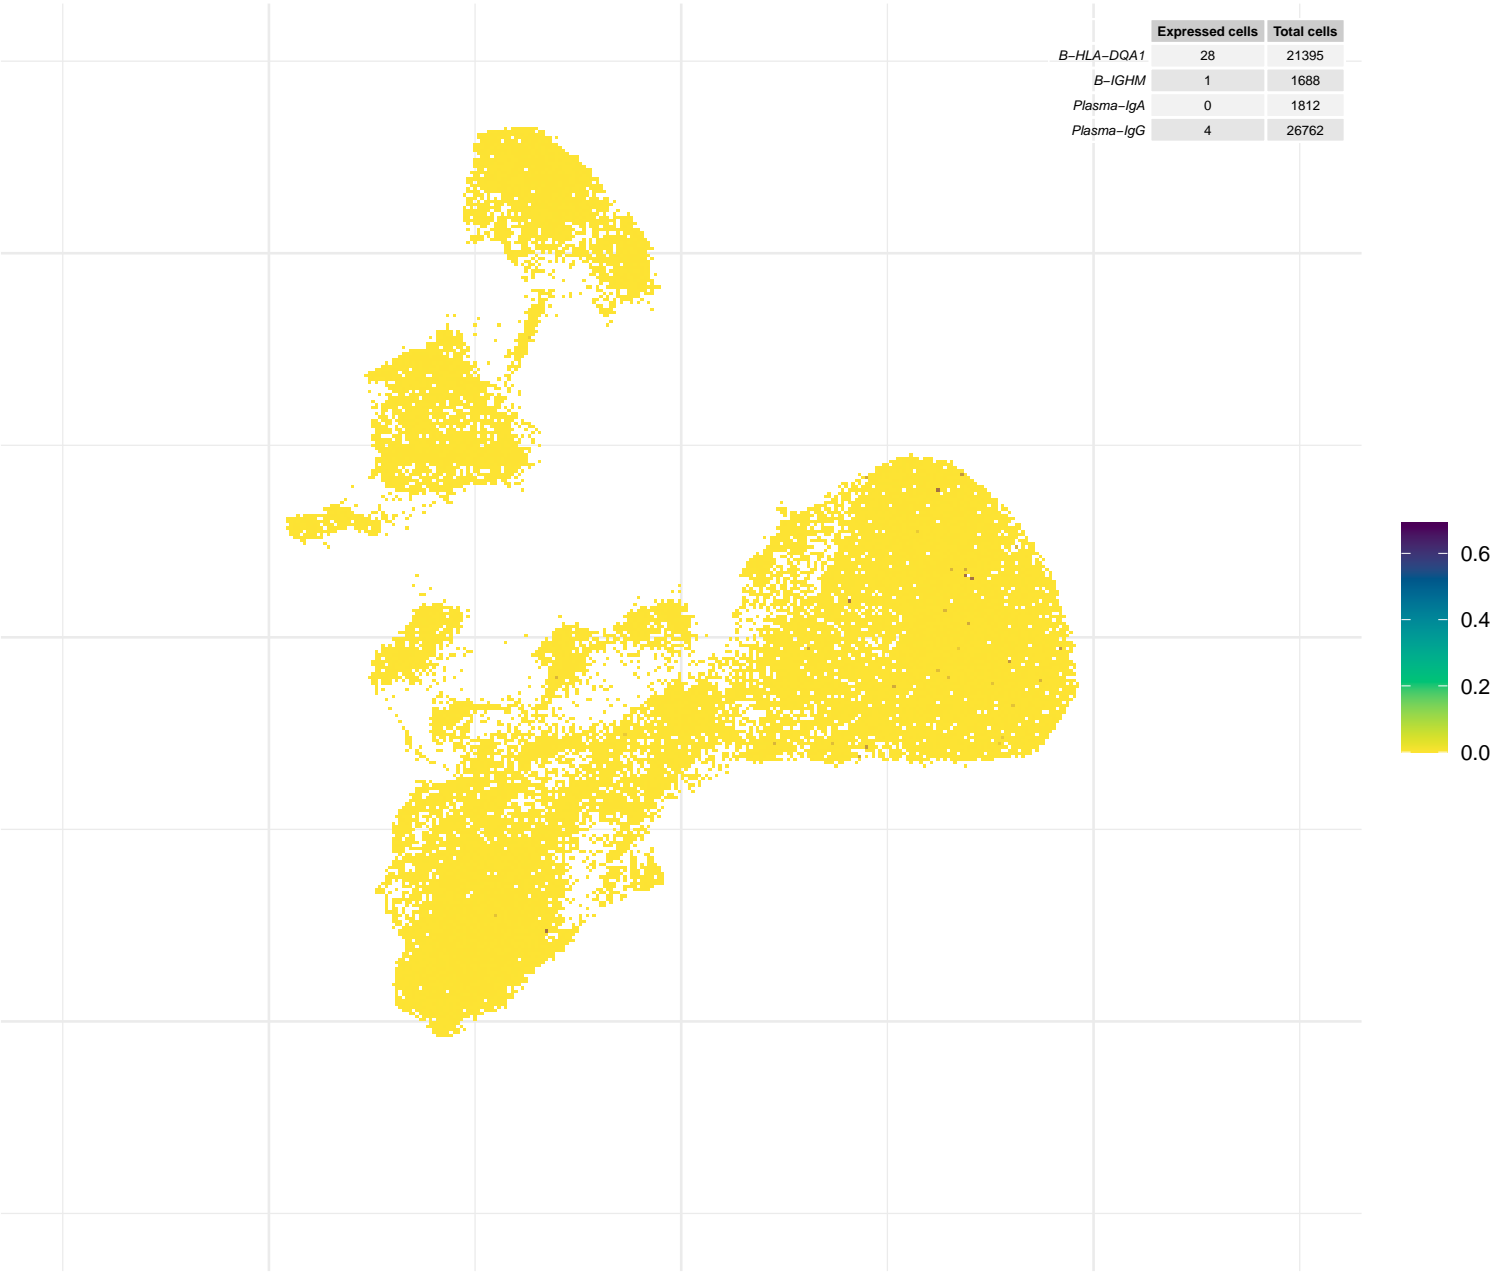 Expressed cells Total cells
B−HLA−DQA1 28 21395
B−IGHM 1 1688
Plasma−IgA 0 1812
Plasma−IgG 4 26762
0.6
0.4
0.2
0.0